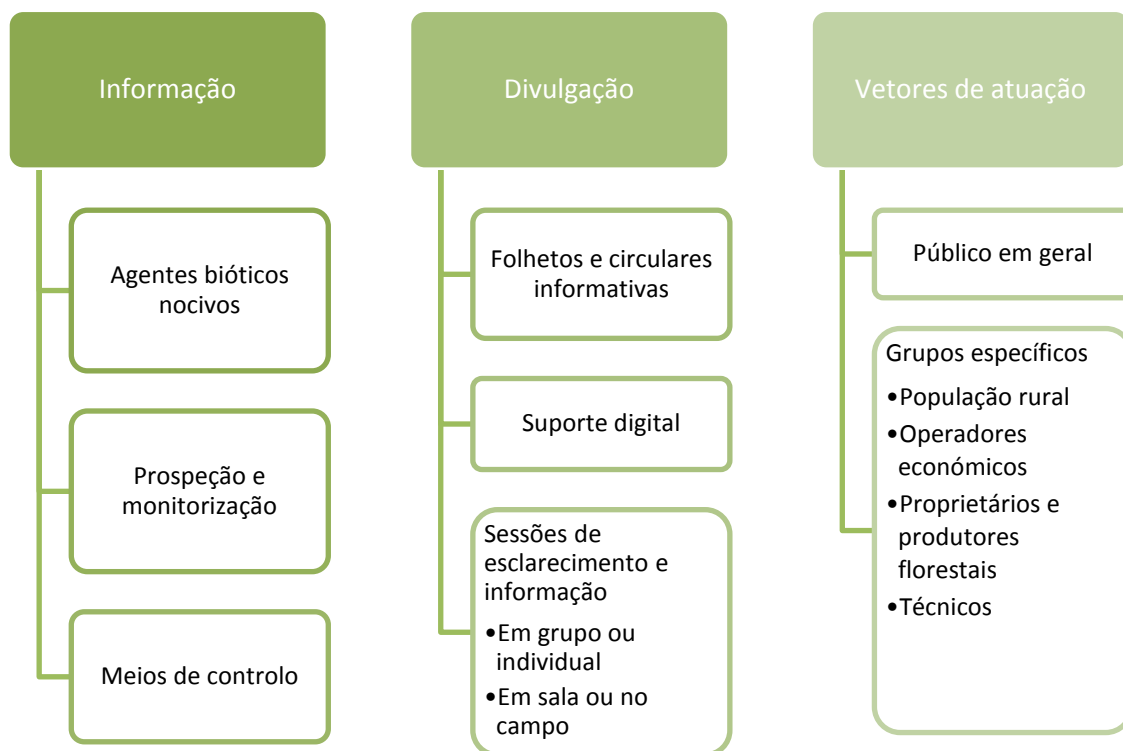 Informação
Agentes bióticos
nocivos
Prospeção e
monitorização
Meios de controlo
Divulgação
Folhetos e circulares
informativas
Suporte digital
Sessões de
esclarecimento e
informação
•Em grupo ou
individual
•Em sala ou no
campo
Vetores de atuação
Público em geral
Grupos específicos
•População rural
•Operadores
económicos
•Proprietários e
produtores
florestais
•Técnicos